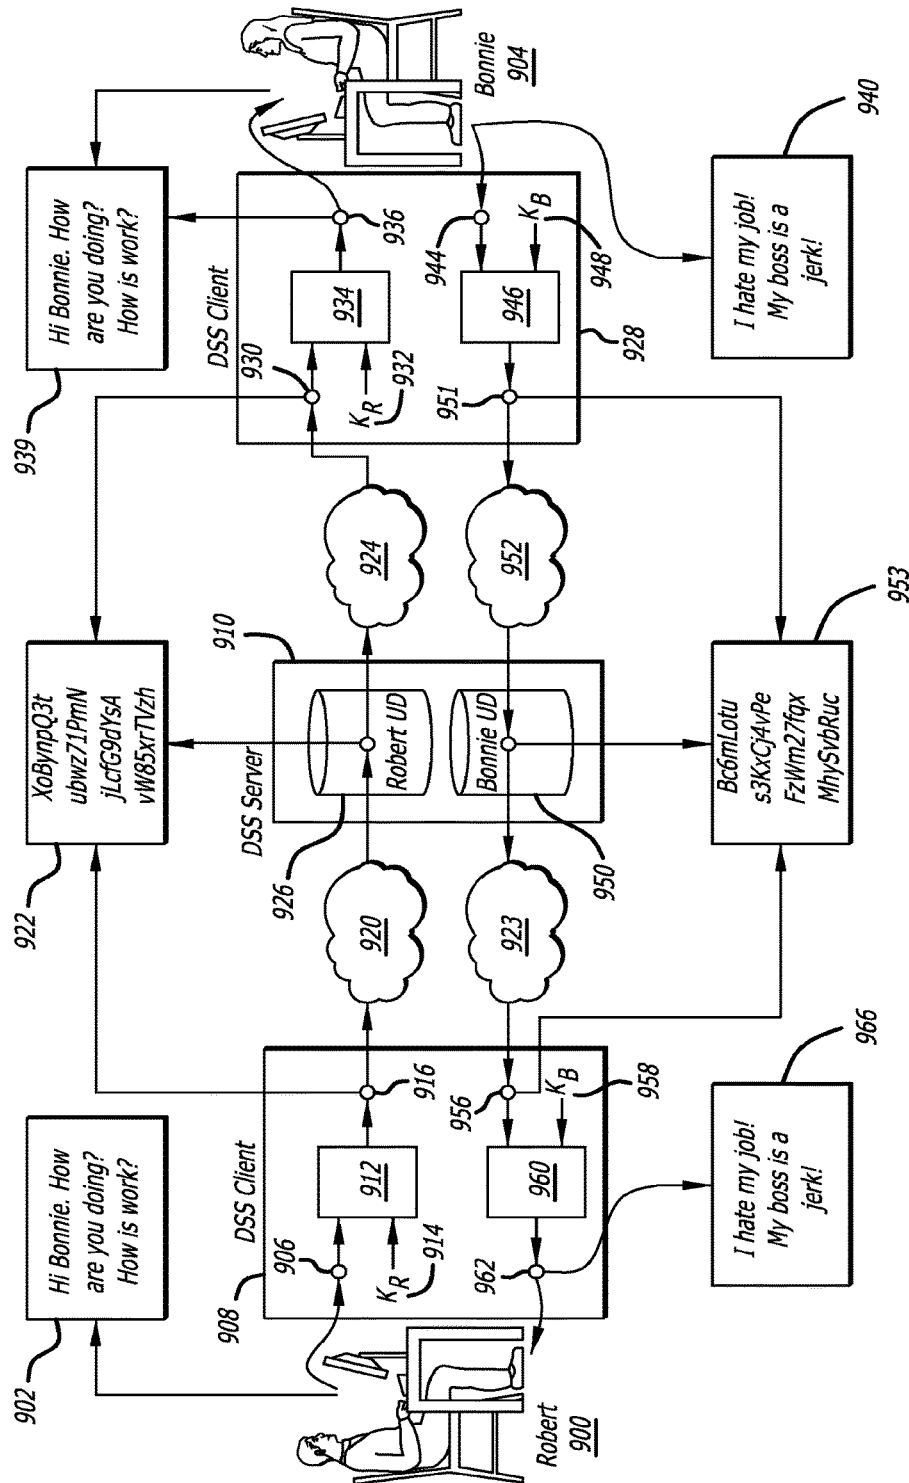 902
Hi Bonnie. How
are you doing?
How is work?
922
XoBynpQ3t
ubwz71PmN
jLcfG9dYsA
vW85xrTVzh
939
Hi Bonnie. How
are you doing?
How is work?
908
DSS Client
906
912
KR
914
916
920
DSS Server
910
926
Robert UD
924
DSS Client
930
934
KR
932
936
Robert
900
962
960
956
KB
958
923
Bonnie UD
950
952
951
946
944
KB
948
928
Bonnie
904
I hate my job!
My boss is a
jerk!
966
Bc6mLotu
s3KxCj4vPe
FzWm27fqx
MhySvbRuc
953
I hate my job!
My boss is a
jerk!
940